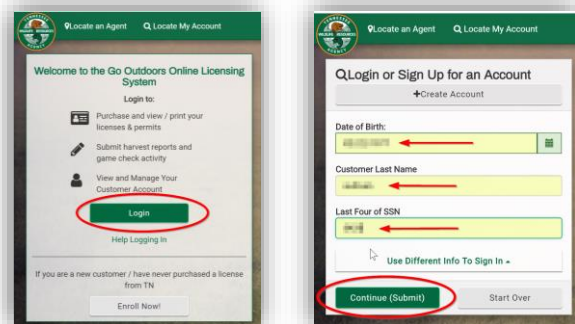 Locate an Agent Locate My Account
Welcome to the Go Outdoors Online Licensing
System
Login to:
Purchase and view / print your
licenses & permits
Submit harvest reports and
game check activity
View and Manage Your
Customer Account
Login
Help Logging In
If you are a new customer / have never purchased a license
from TN
Enroll Now!
Locate an Agent Locate My Account
Login or Sign Up for an Account
+Create Account
Date of Birth:
Customer Last Name
Last Four of SSN
Use Different Info To Sign In
Continue (Submit) Start Over